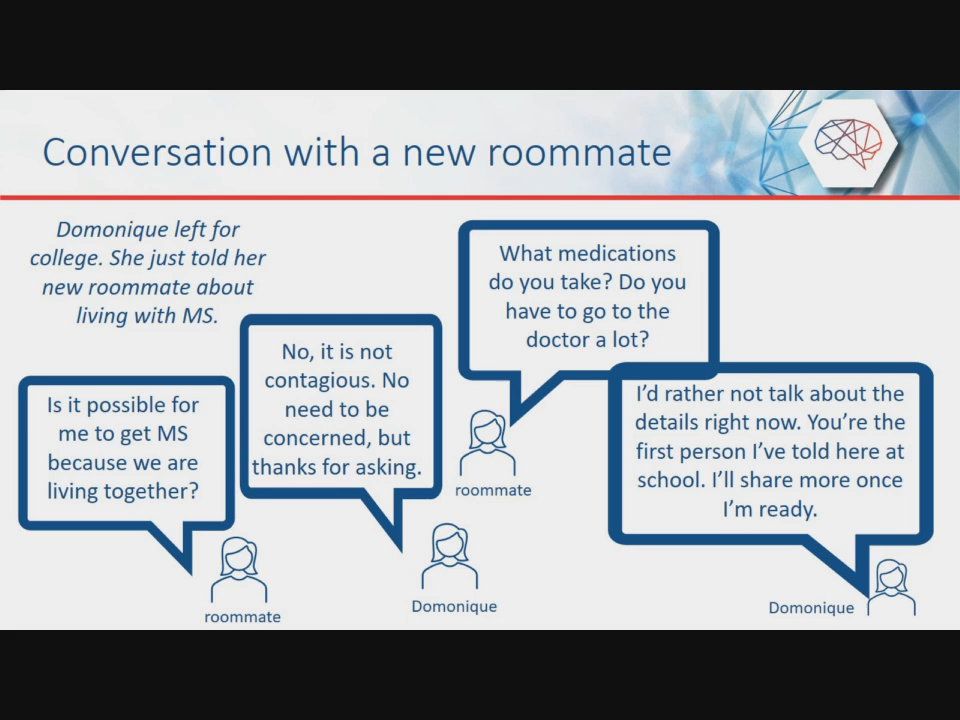 Conversation with a new roommate
Domonique left for
college. She just told her
new roommate about
living with MS.
Is it possible for
me to get MS
because we are
living together?
roommate
No, it is not
contagious. No
need to be
concerned, but
thanks for asking.
Domonique
What medications
do you take? Do you
have to go to the
doctor a lot?
roommate
I'd rather not talk about the
details right now. You're the
first person I've told here at
school. I'll share more once
I'm ready.
Domonique